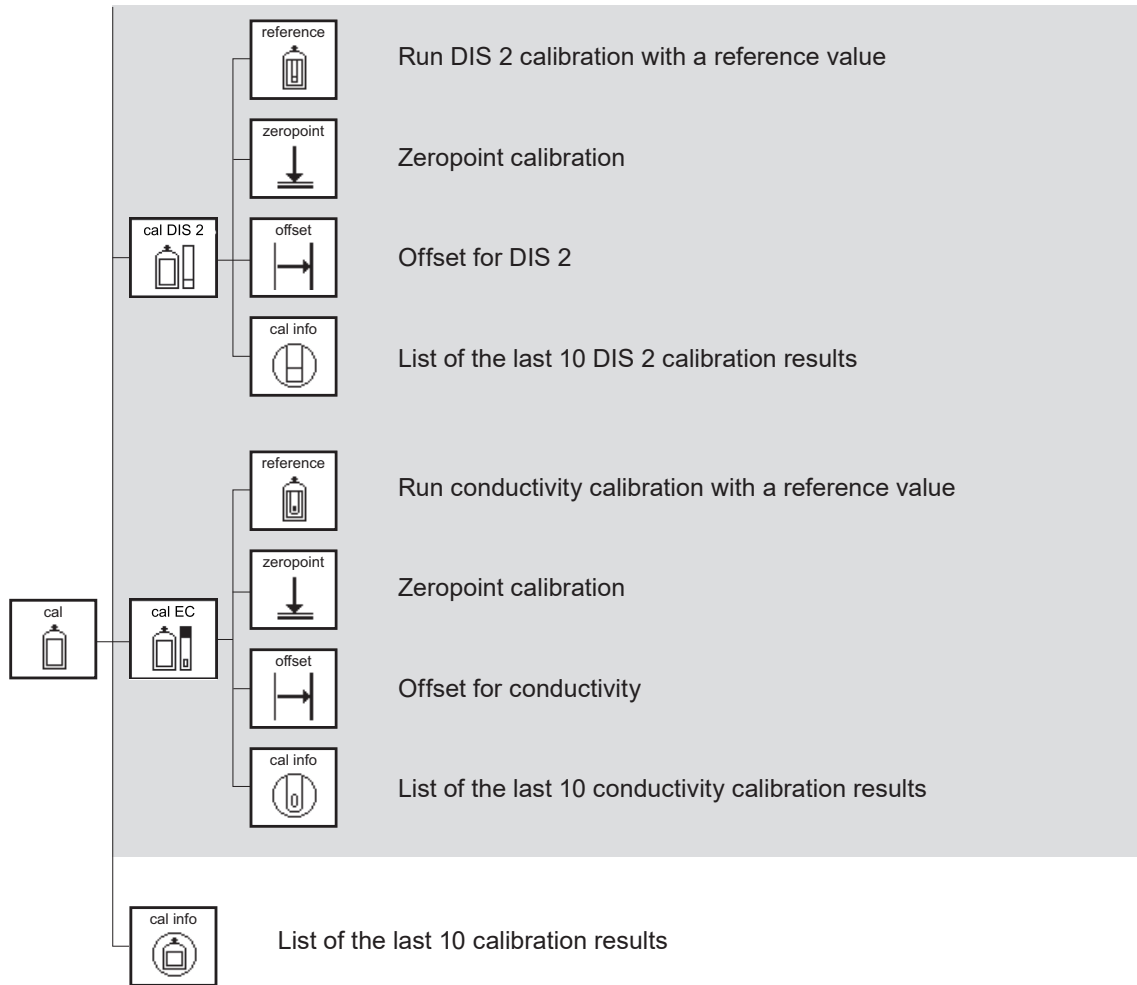 reference
Run DIS 2 calibration with a reference value
zeropoint
Zeropoint calibration
cal DIS 2
offset
Offset for DIS 2
cal info
List of the last 10 DIS 2 calibration results
reference
Run conductivity calibration with a reference value
zeropoint
Zeropoint calibration
cal
cal EC
offset
Offset for conductivity
cal info
List of the last 10 conductivity calibration results
cal info
List of the last 10 calibration results